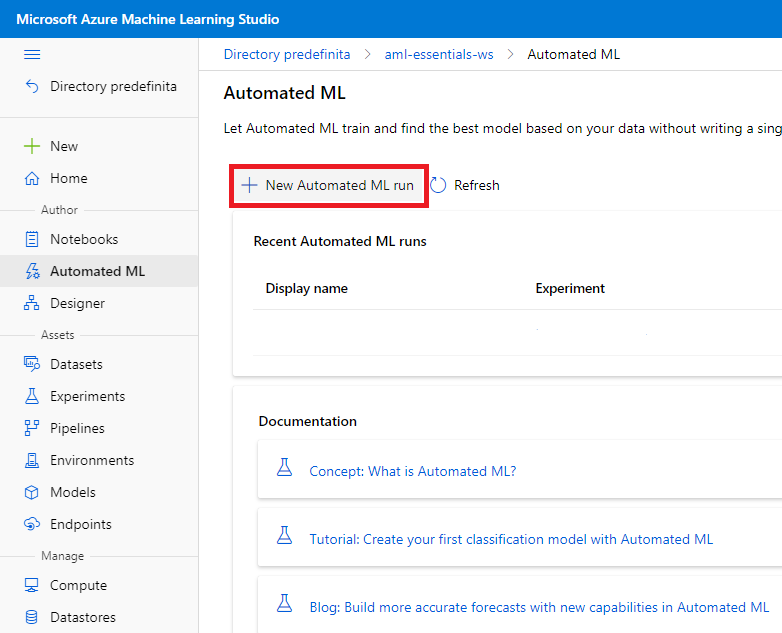 Microsoft Azure Machine Learning Studio
Directory predefinita
New
Home
Author
Notebooks
Automated ML
Designer
Assets
Datasets
Experiments
Pipelines
Environments
Models
Endpoints
Manage
Compute
Datastores
Directory predefinita > aml-essentials-ws > Automated ML
Automated ML
Let Automated ML train and find the best model based on your data without writing a sing
New Automated ML run Refresh
Recent Automated ML runs
Display name Experiment
Documentation
Concept: What is Automated ML?
Tutorial: Create your first classification model with Automated ML
Blog: Build more accurate forecasts with new capabilities in Automated ML